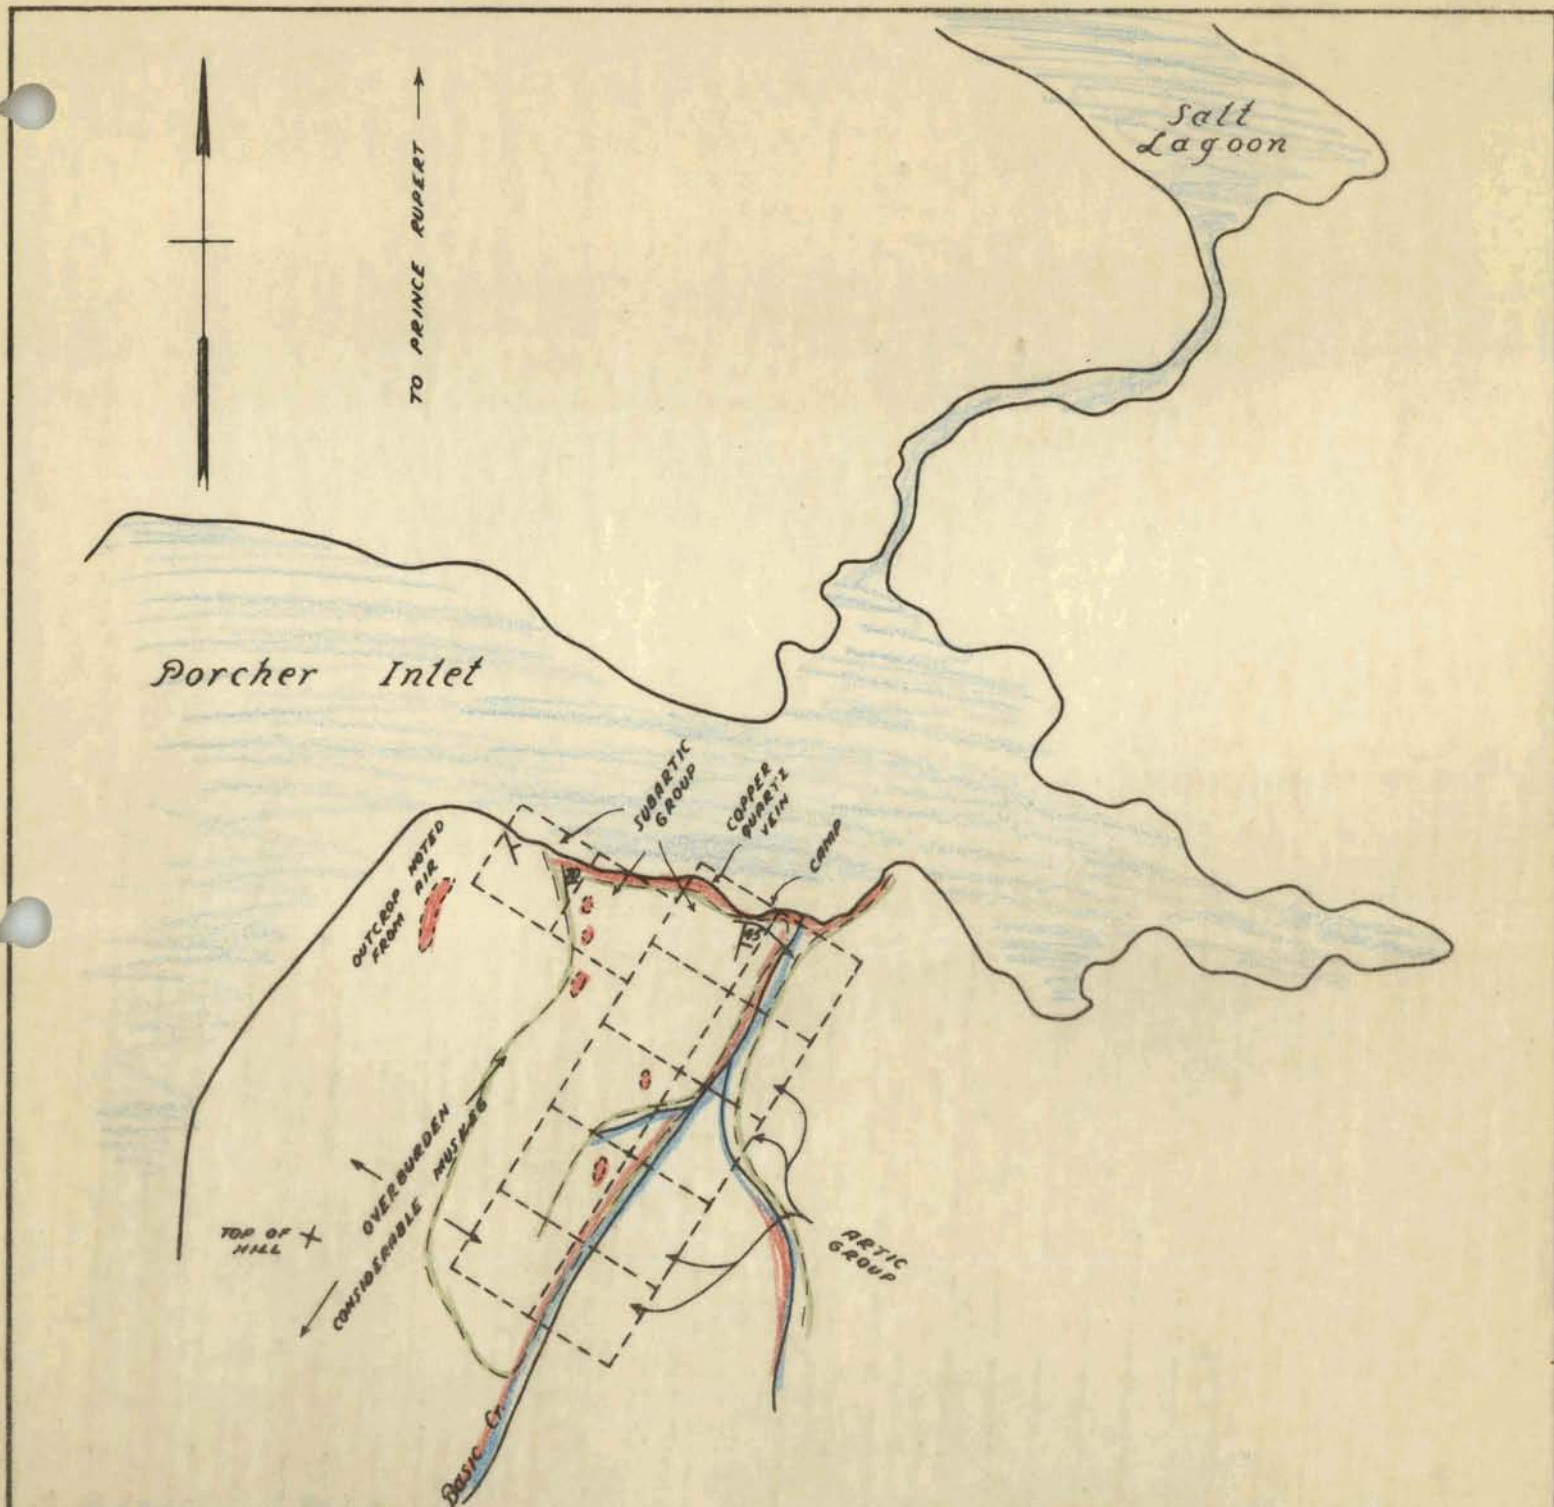 Salt
Lagoon
TO PRINCE RUPERT
Porcher Inlet
SUBARTIC
GROUP
COPPER
QUARTZ
VEIN
CAMP
OUTCROP NOTED
FROM AIR
OVERBURDEN
CONSIDERABLE MUSKEG
TOP OF
HILL
ARTIC
GROUP
Basic Cr.